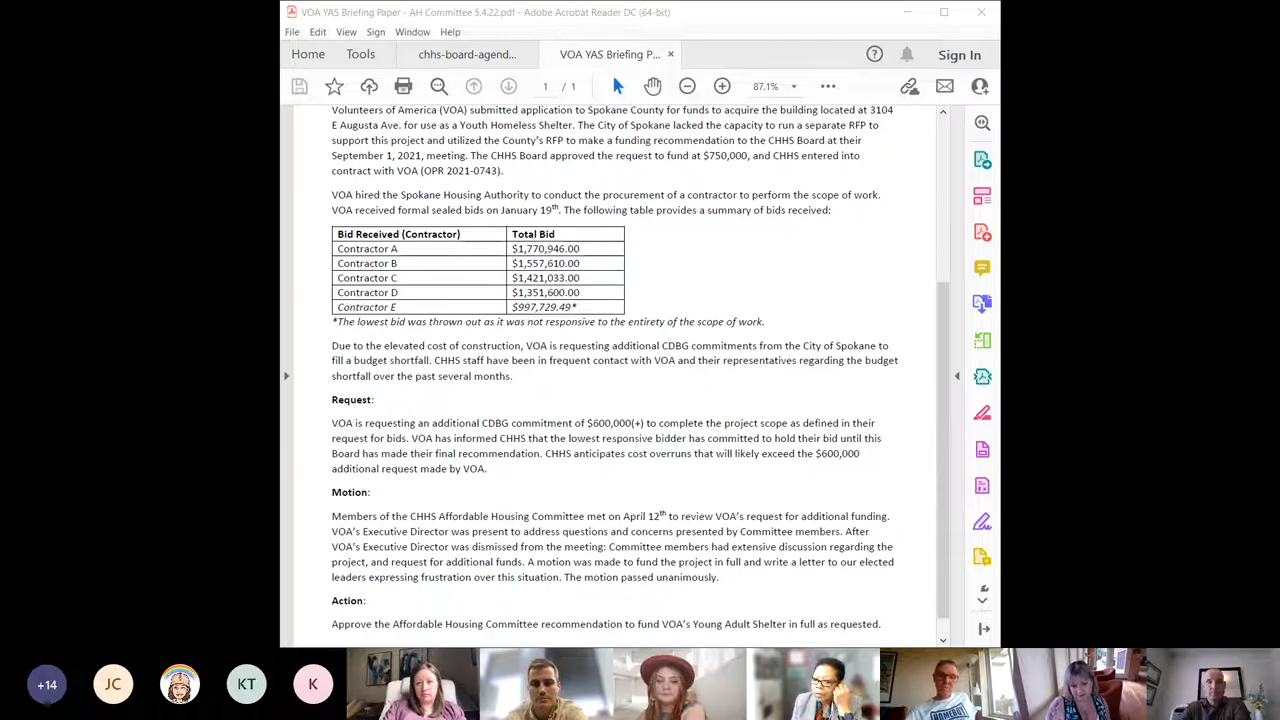 VOA YAS Briefing Paper - AH Committee 5.4.22.pdf - Adobe Acrobat Reader DC (64-bit)
File Edit View Sign Window Help
Home Tools chhs-board-agend... VOA YAS Briefing P... × Sign In
1 / 1 87.1%
Volunteers of America (VOA) submitted application to Spokane County for funds to acquire the building located at 3104
E Augusta Ave. for use as a Youth Homeless Shelter. The City of Spokane lacked the capacity to run a separate RFP to
support this project and utilized the County's RFP to make a funding recommendation to the CHHS Board at their
September 1, 2021, meeting. The CHHS Board approved the request to fund at $750,000, and CHHS entered into
contract with VOA (OPR 2021-0743).
VOA hired the Spokane Housing Authority to conduct the procurement of a contractor to perform the scope of work.
VOA received formal sealed bids on January 19th. The following table provides a summary of bids received:
Bid Received (Contractor) Total Bid
Contractor A $1,770,946.00
Contractor B $1,557,610.00
Contractor C $1,421,033.00
Contractor D $1,351,600.00
Contractor E $997,729.49*
*The lowest bid was thrown out as it was not responsive to the entirety of the scope of work.
Due to the elevated cost of construction, VOA is requesting additional CDBG commitments from the City of Spokane to
fill a budget shortfall. CHHS staff have been in frequent contact with VOA and their representatives regarding the budget
shortfall over the past several months.
Request:
VOA is requesting an additional CDBG commitment of $600,000(+) to complete the project scope as defined in their
request for bids. VOA has informed CHHS that the lowest responsive bidder has committed to hold their bid until this
Board has made their final recommendation. CHHS anticipates cost overruns that will likely exceed the $600,000
additional request made by VOA.
Motion:
Members of the CHHS Affordable Housing Committee met on April 12th to review VOA's request for additional funding.
VOA's Executive Director was present to address questions and concerns presented by Committee members. After
VOA's Executive Director was dismissed from the meeting: Committee members had extensive discussion regarding the
project, and request for additional funds. A motion was made to fund the project in full and write a letter to our elected
leaders expressing frustration over this situation. The motion passed unanimously.
Action:
Approve the Affordable Housing Committee recommendation to fund VOA's Young Adult Shelter in full as requested.
+14 JC KT K